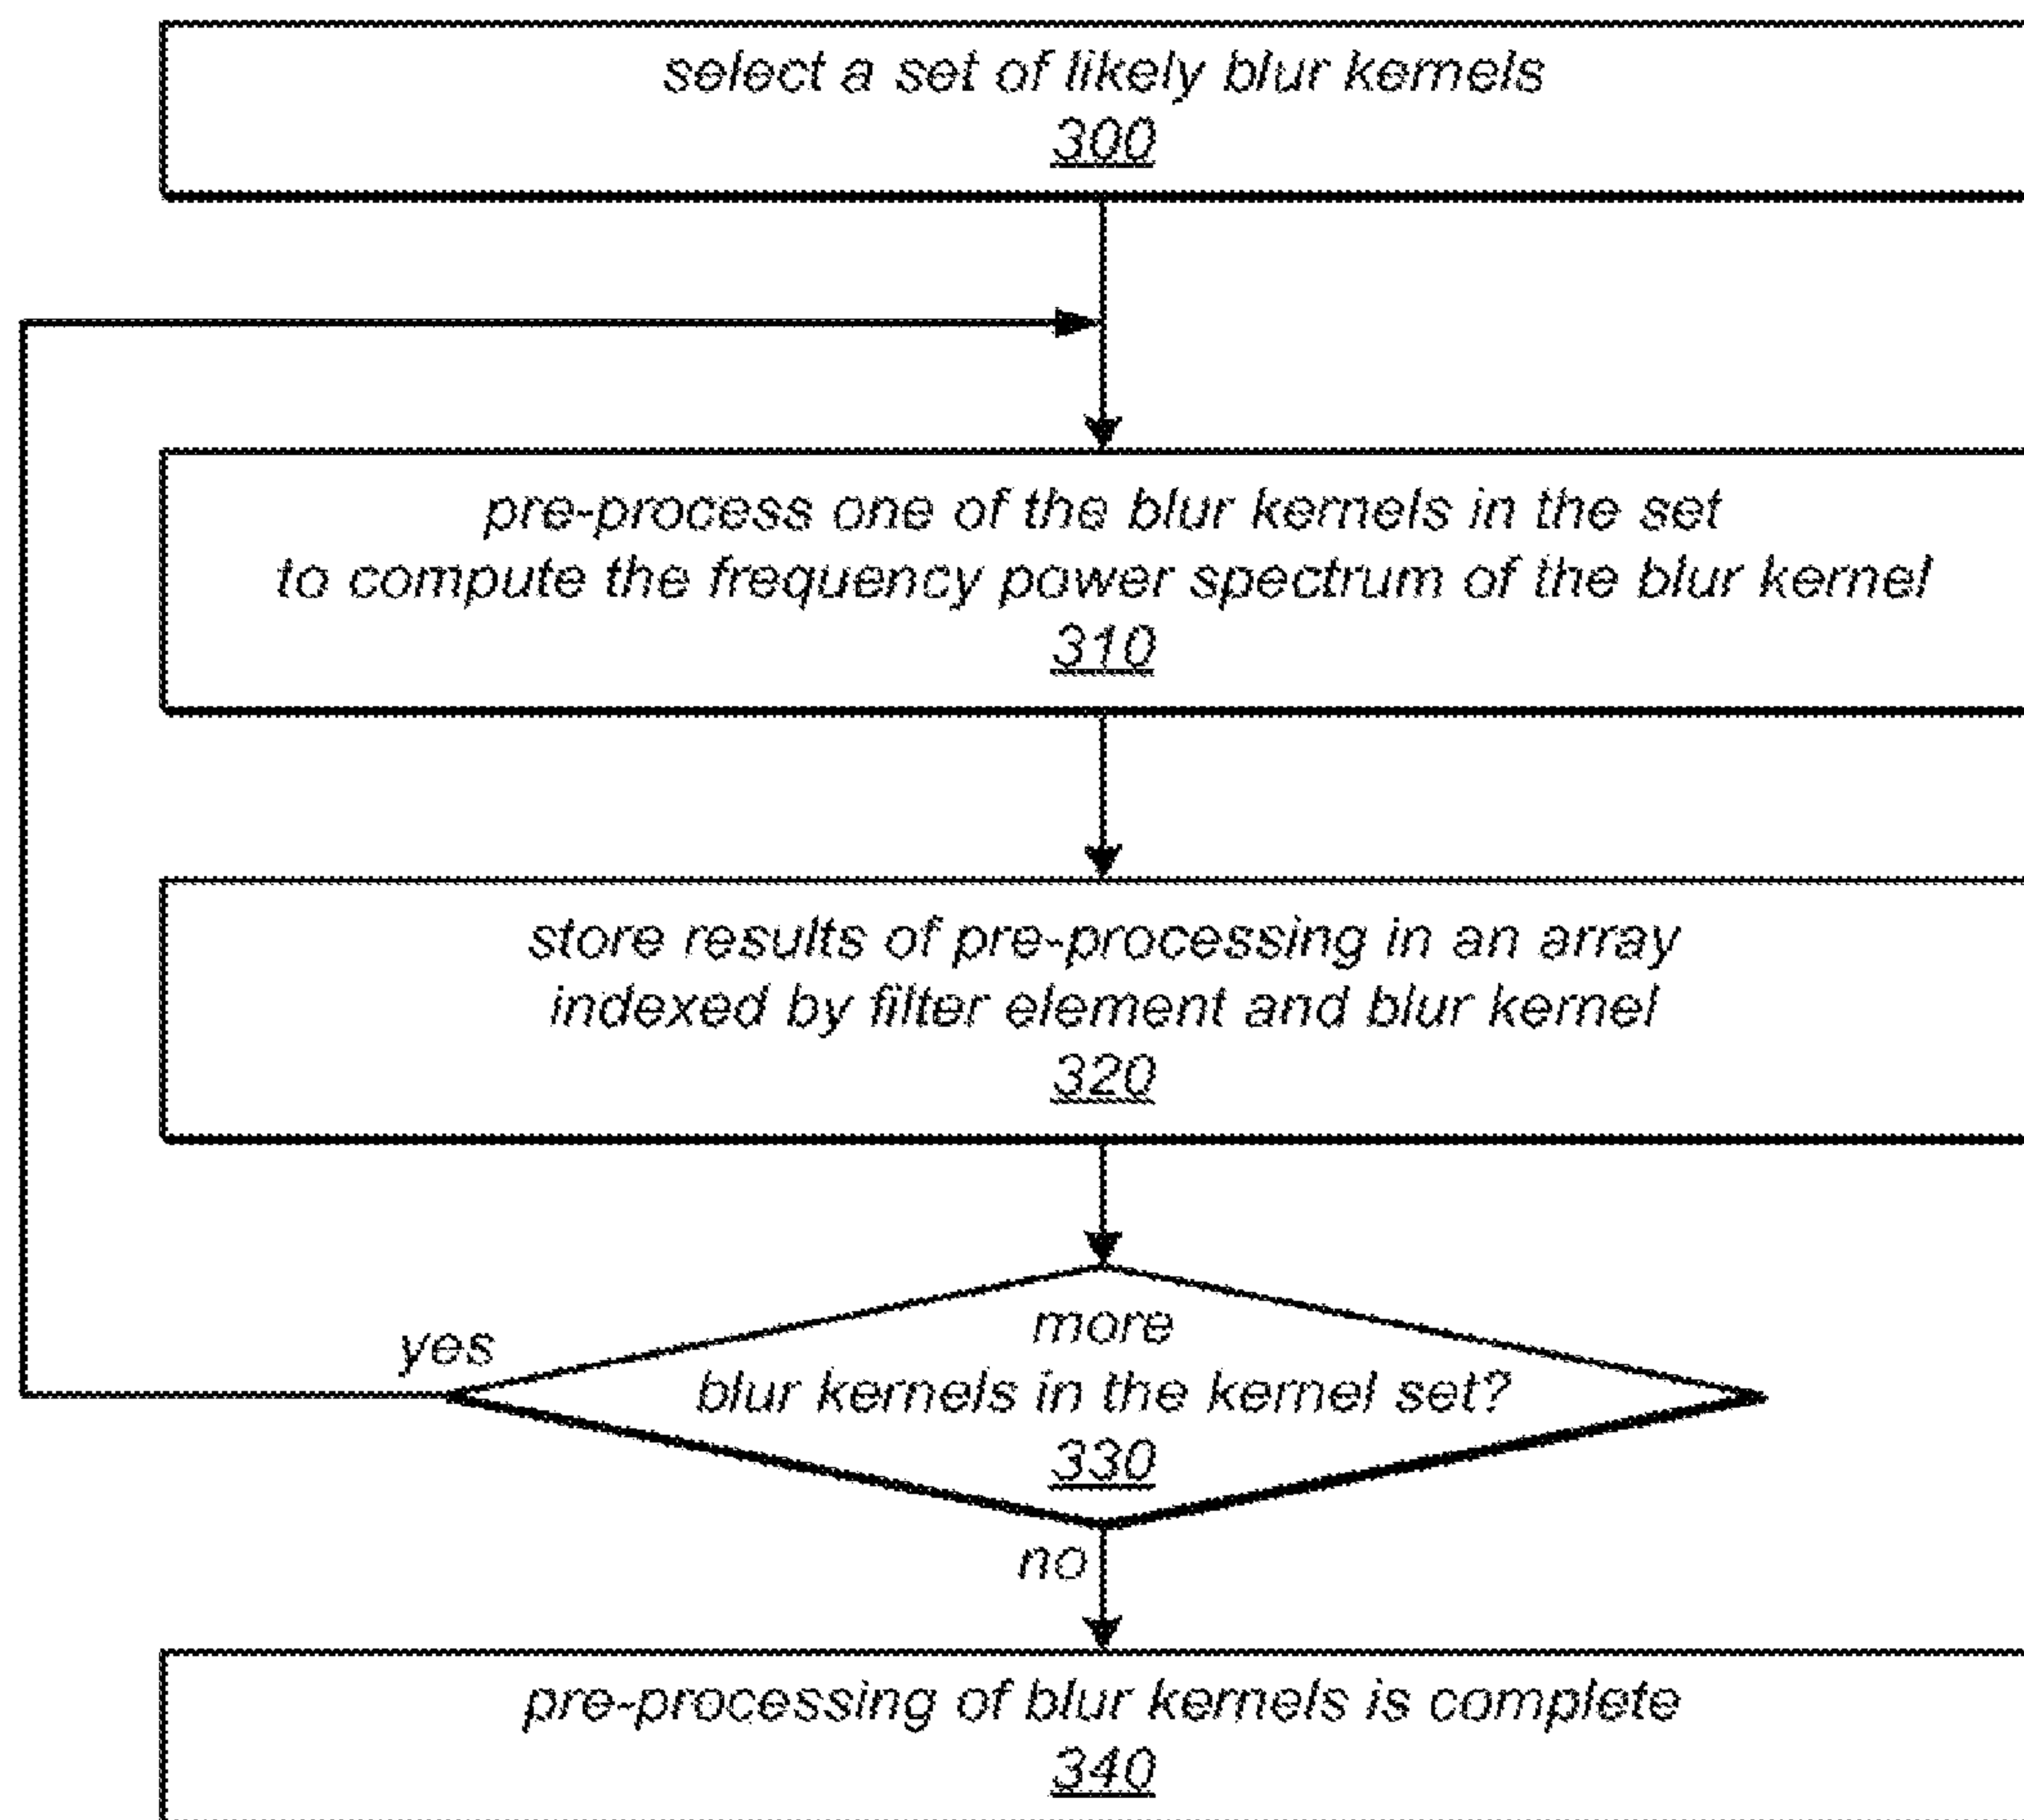 select a set of likely blur kernels
300
pre-process one of the blur kernels in the set
to compute the frequency power spectrum of the blur kernel
310
store results of pre-processing in an array
indexed by filter element and blur kernel
320
more
yes
blur kernels in the kernel set?
330
no
pre-processing of blur kernels is complete
340